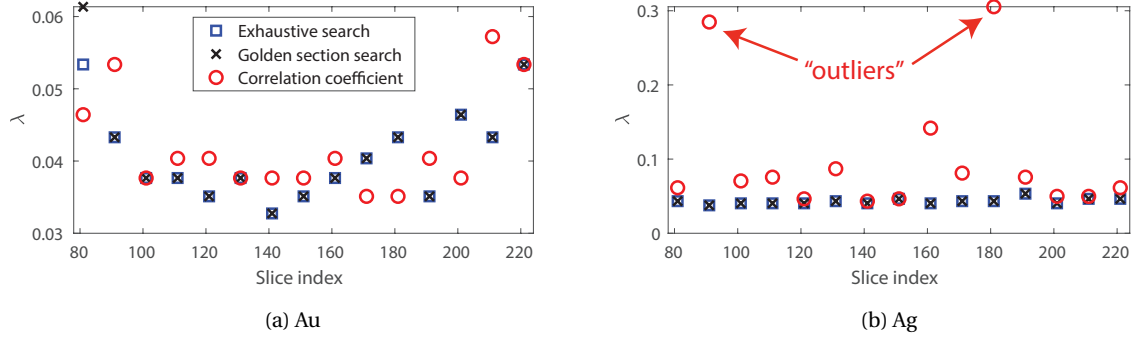 0.06
0.05
0.04
0.03
λ
80 100 120 140 160 180 200 220
Slice index
Exhaustive search
Golden section search
Correlation coefficient
(a) Au
0.3
0.2
0.1
0
λ
80 100 120 140 160 180 200 220
Slice index
"outliers"
(b) Ag